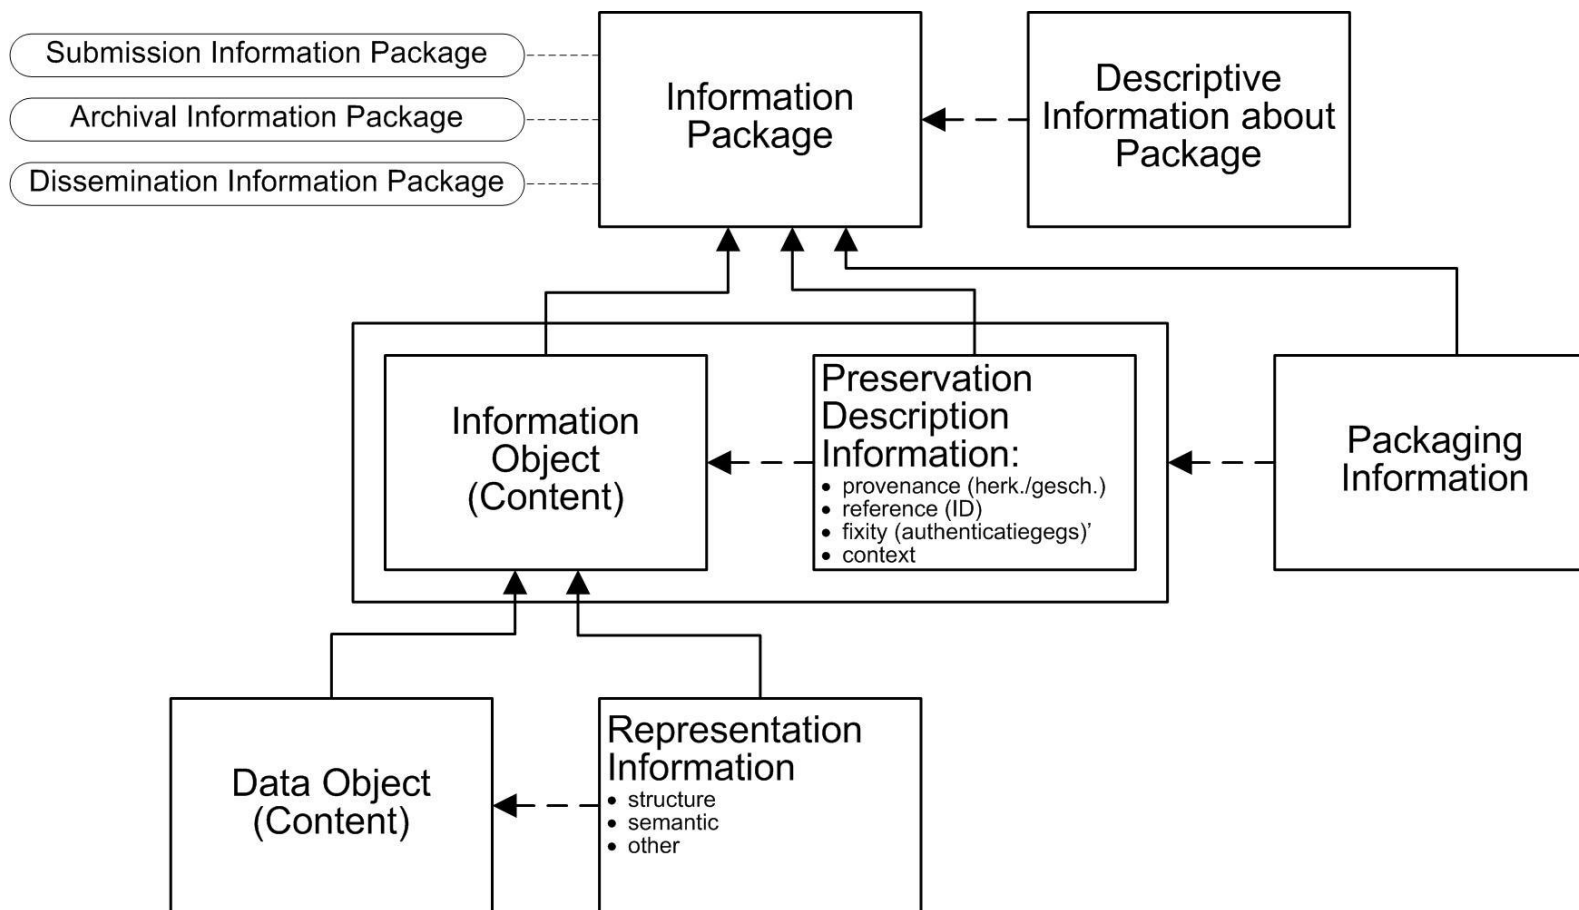 Submission Information Package
Archival Information Package
Dissemination Information Package
Information
Package
Descriptive
Information about
Package
Information
Object
(Content)
Preservation
Description
Information:
• provenance (herk./gesch.)
• reference (ID)
• fixity (authenticatiegegs)’
• context
Packaging
Information
Data Object
(Content)
Representation
Information
• structure
• semantic
• other